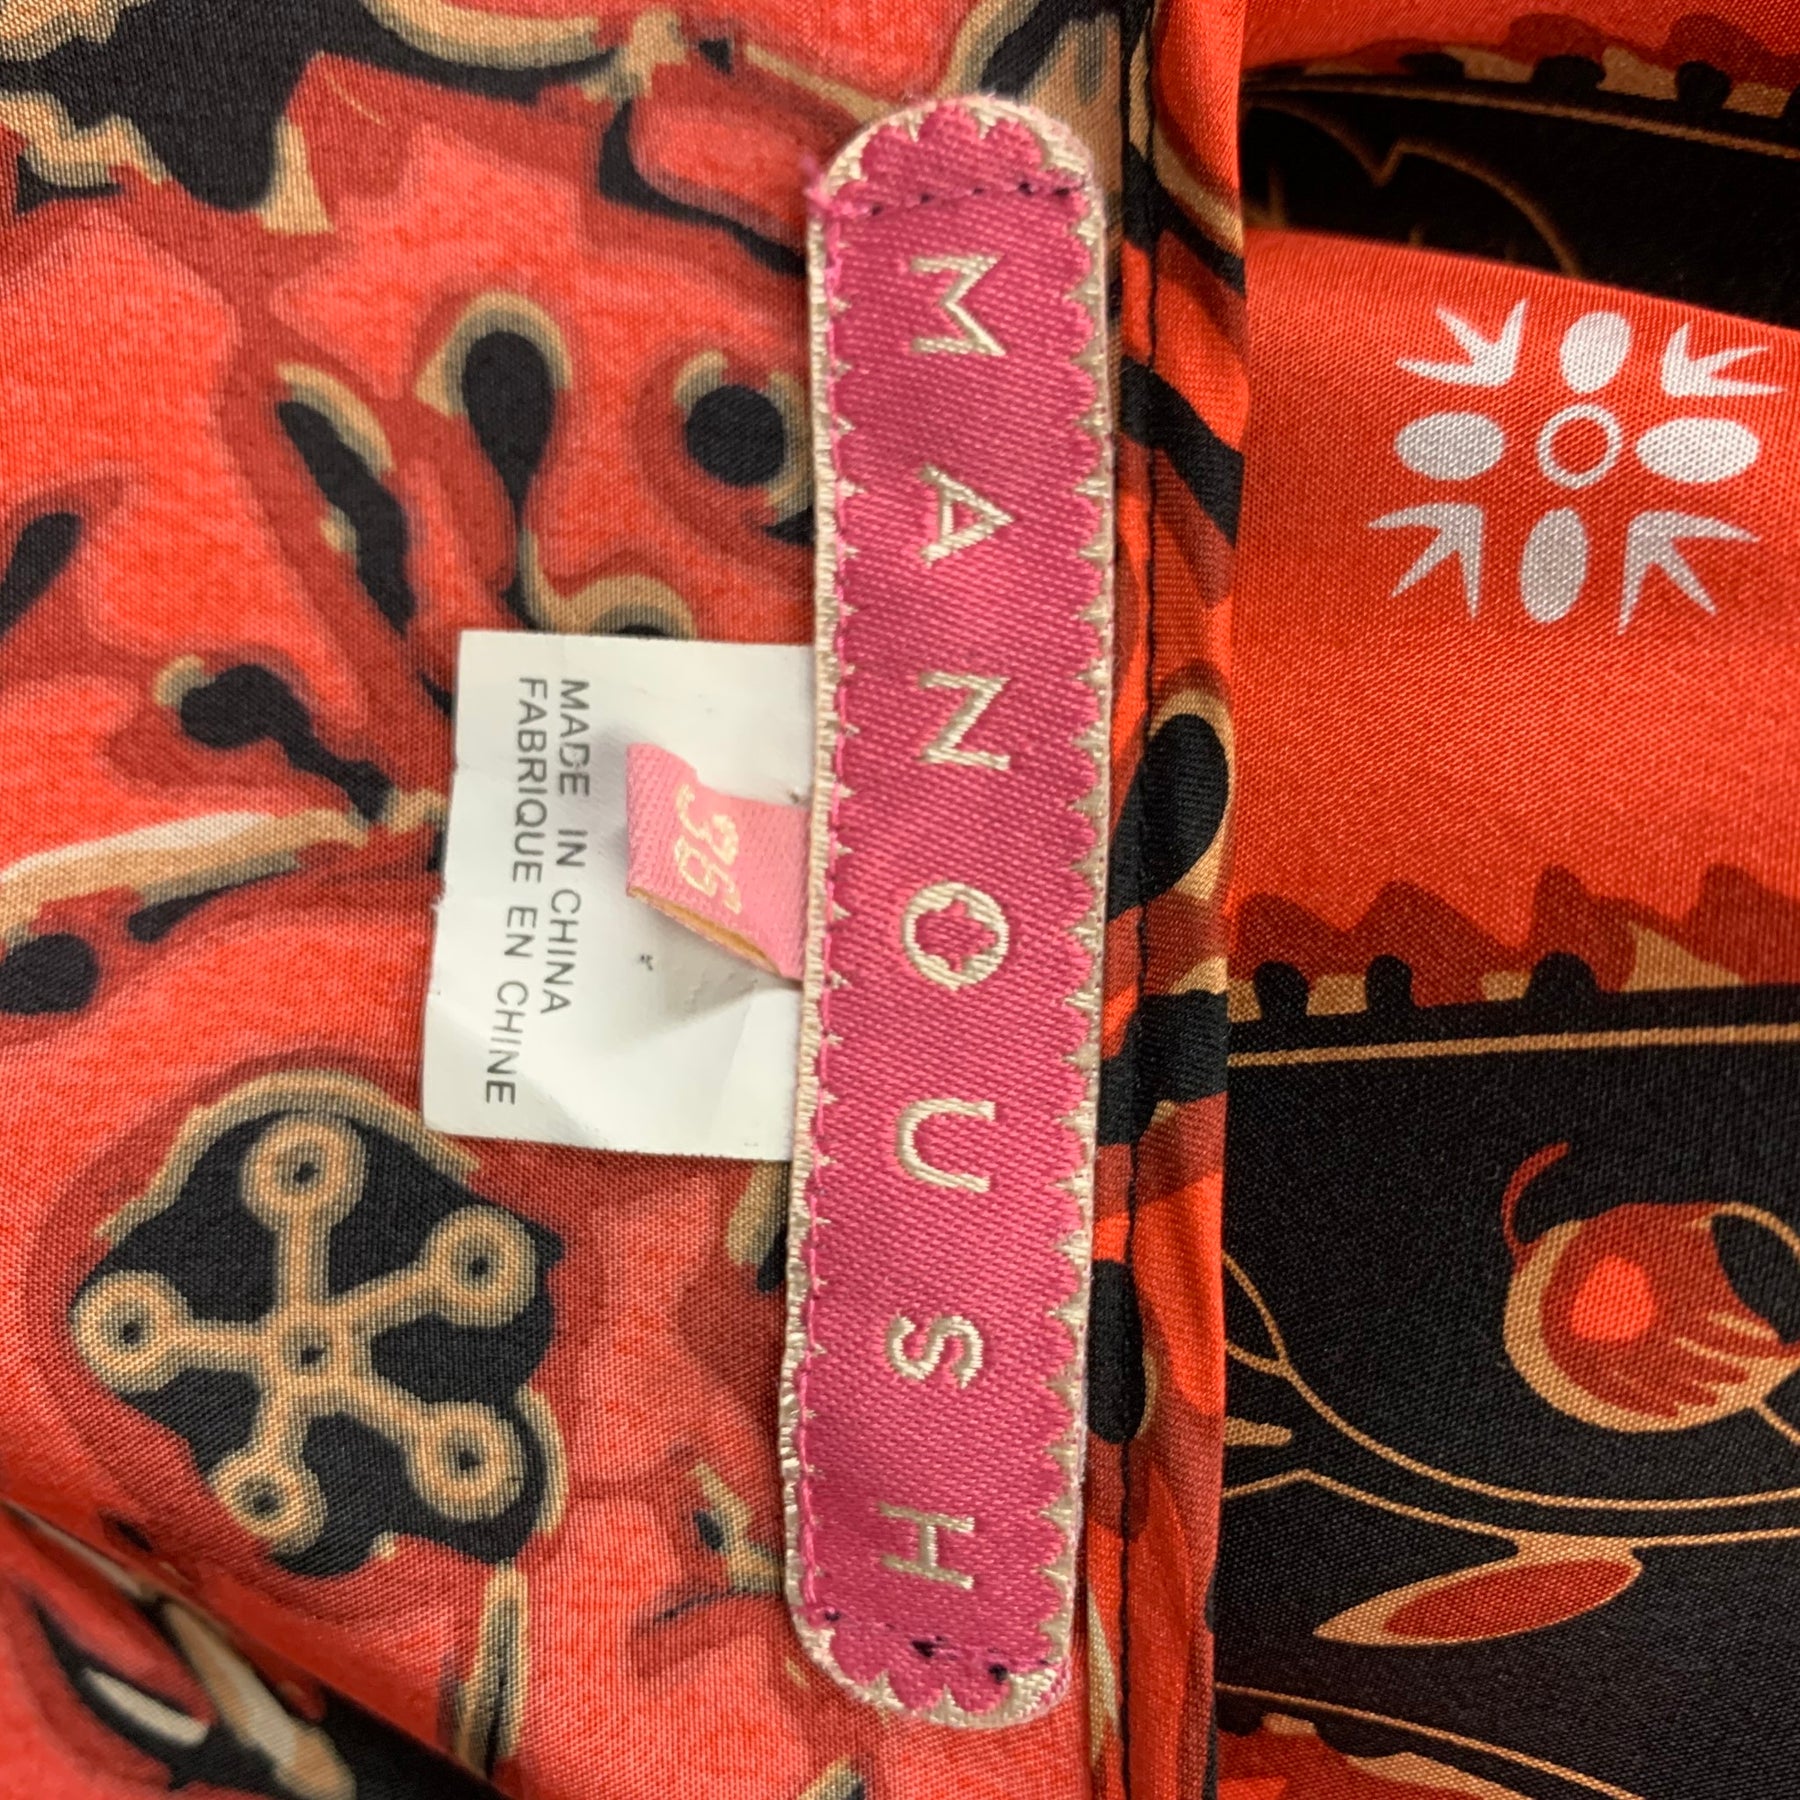 MANOUSH
36
MADE IN CHINA
FABRIQUE EN CHINE